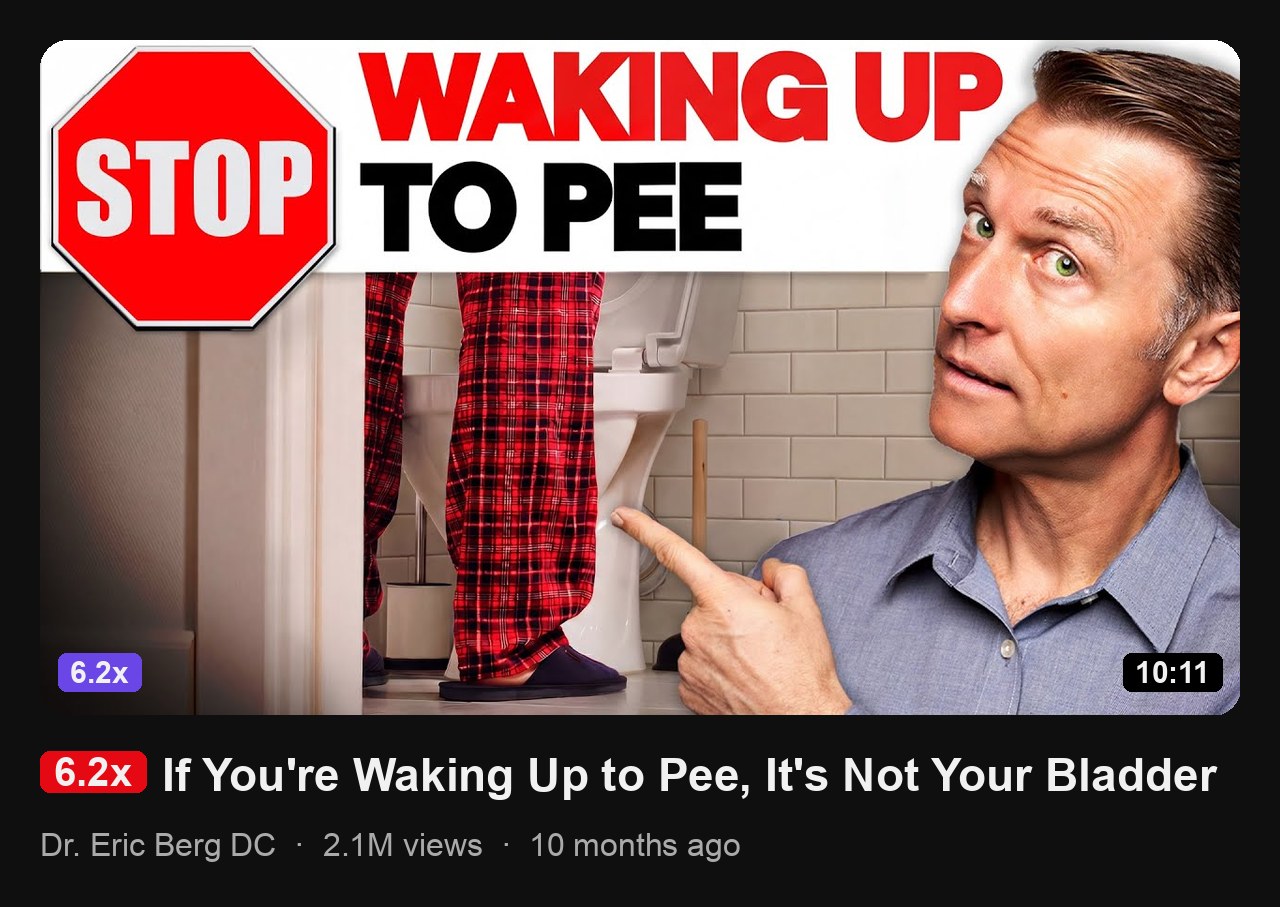 STOP
WAKING UP
TO PEE
6.2x
10:11
6.2x If You're Waking Up to Pee, It's Not Your Bladder
Dr. Eric Berg DC · 2.1M views · 10 months ago